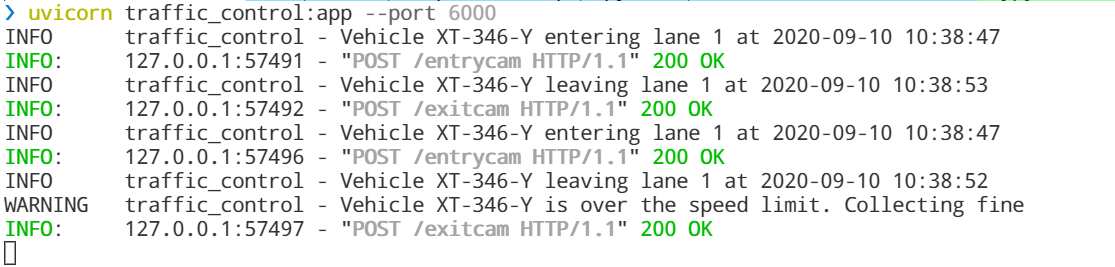 ❯ uvicorn traffic_control:app --port 6000
INFO      traffic_control - Vehicle XT-346-Y entering lane 1 at 2020-09-10 10:38:47
INFO:     127.0.0.1:57491 - "POST /entrycam HTTP/1.1" 200 OK
INFO      traffic_control - Vehicle XT-346-Y leaving lane 1 at 2020-09-10 10:38:53
INFO:     127.0.0.1:57492 - "POST /exitcam HTTP/1.1" 200 OK
INFO      traffic_control - Vehicle XT-346-Y entering lane 1 at 2020-09-10 10:38:47
INFO:     127.0.0.1:57496 - "POST /entrycam HTTP/1.1" 200 OK
INFO      traffic_control - Vehicle XT-346-Y leaving lane 1 at 2020-09-10 10:38:52
WARNING   traffic_control - Vehicle XT-346-Y is over the speed limit. Collecting fine
INFO:     127.0.0.1:57497 - "POST /exitcam HTTP/1.1" 200 OK